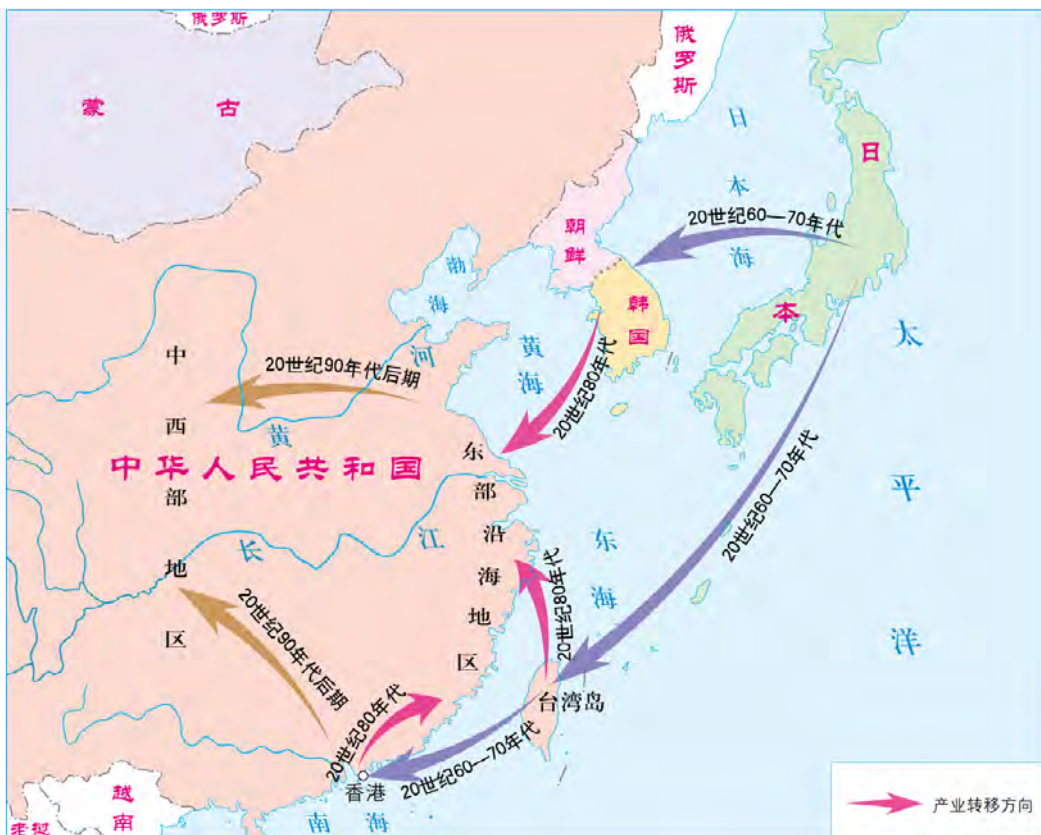 俄罗斯
俄罗斯
蒙古
日本海
日本
20世纪60—70年代
朝鲜
渤海
韩国
黄海
20世纪80年代
20世纪90年代后期
黄河
中西部地区
中华人民共和国
东部沿海地区
长江
东海
太平洋
20世纪60—70年代
20世纪80年代
20世纪90年代后期
20世纪80年代
台湾岛
20世纪60—70年代
香港
南海
越南
老挝
产业转移方向